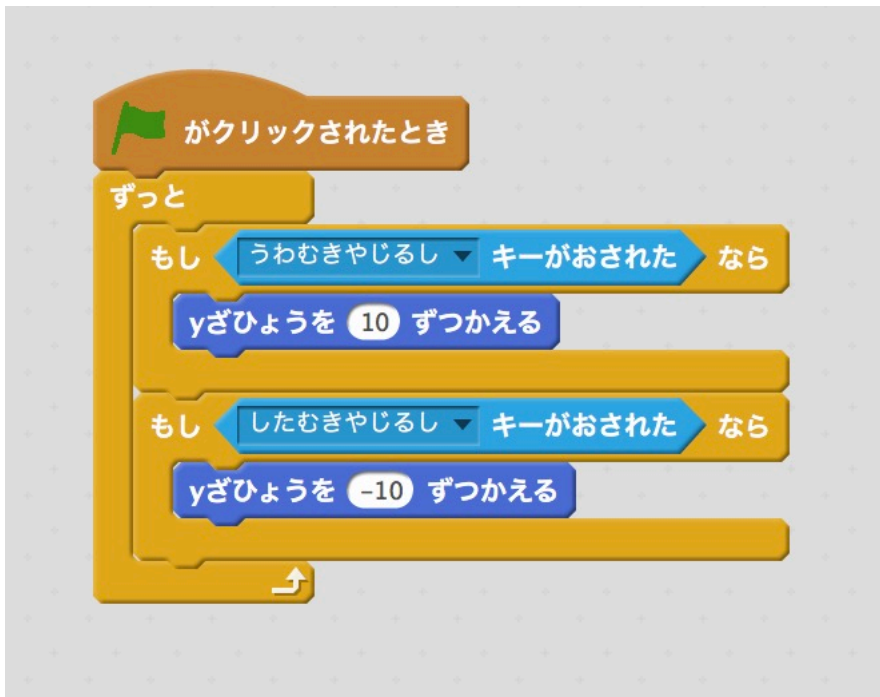 がクリックされたとき
ずっと
もし うわむきやじるし キーがおされた なら
yざひょうを 10 ずつかえる
もし したむきやじるし キーがおされた なら
yざひょうを -10 ずつかえる